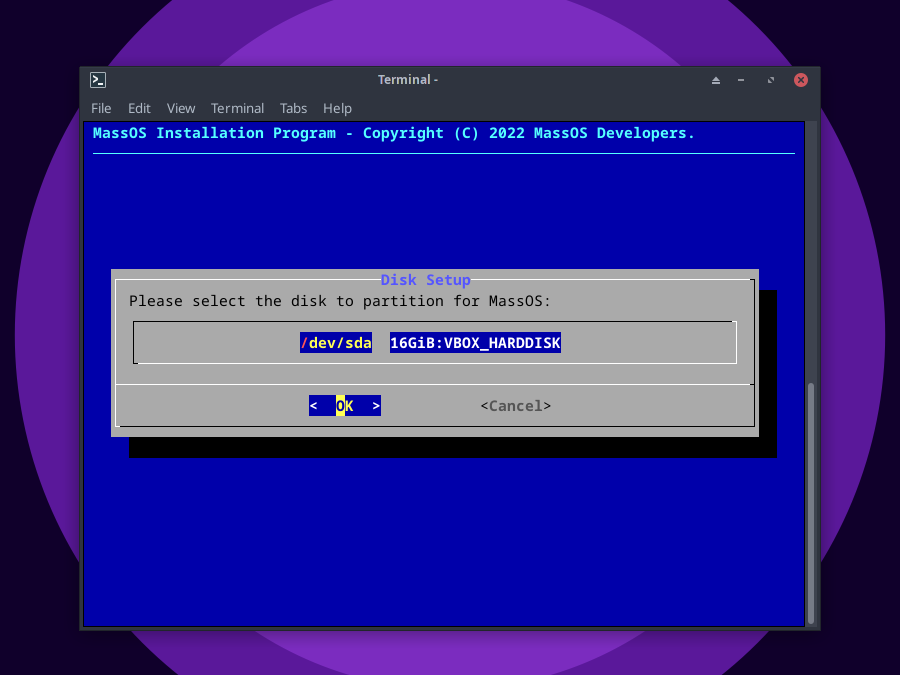 Terminal -
File Edit View Terminal Tabs Help
MassOS Installation Program - Copyright (C) 2022 MassOS Developers.
Disk Setup
Please select the disk to partition for MassOS:
/dev/sda 16GiB:VBOX_HARDDISK
< OK > <Cancel>